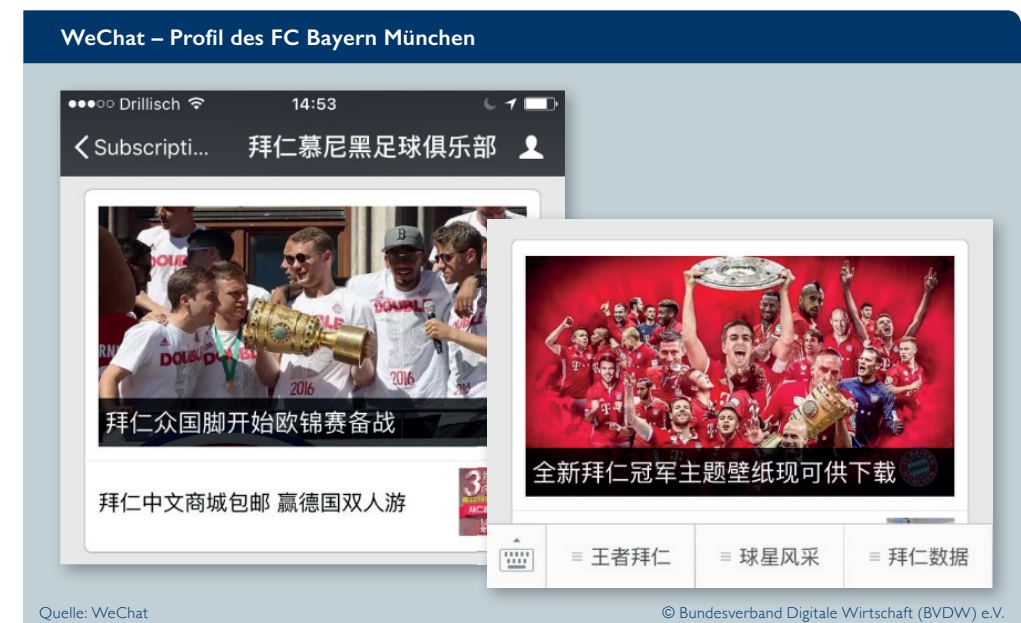 WeChat – Profil des FC Bayern München
Drillisch
14:53
Subscripti...
拜仁慕尼黑足球俱乐部
DOUBLE
2016
2016
B
拜仁众国脚开始欧锦赛备战
拜仁中文商城包邮 赢德国双人游
3
全新拜仁冠军主题壁纸现可供下载
王者拜仁
球星风采
拜仁数据
Quelle: WeChat
© Bundesverband Digitale Wirtschaft (BVDW) e.V.